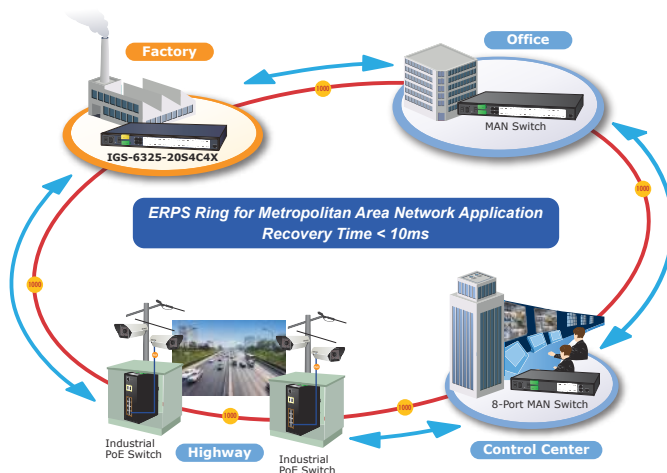 Factory
Office
1000
MAN Switch
IGS-6325-20S4C4X
1000
ERPS Ring for Metropolitan Area Network Application
Recovery Time < 10ms
1000
8-Port MAN Switch
1000
1000
Industrial
PoE Switch
Highway
Industrial
PoE Switch
Control Center